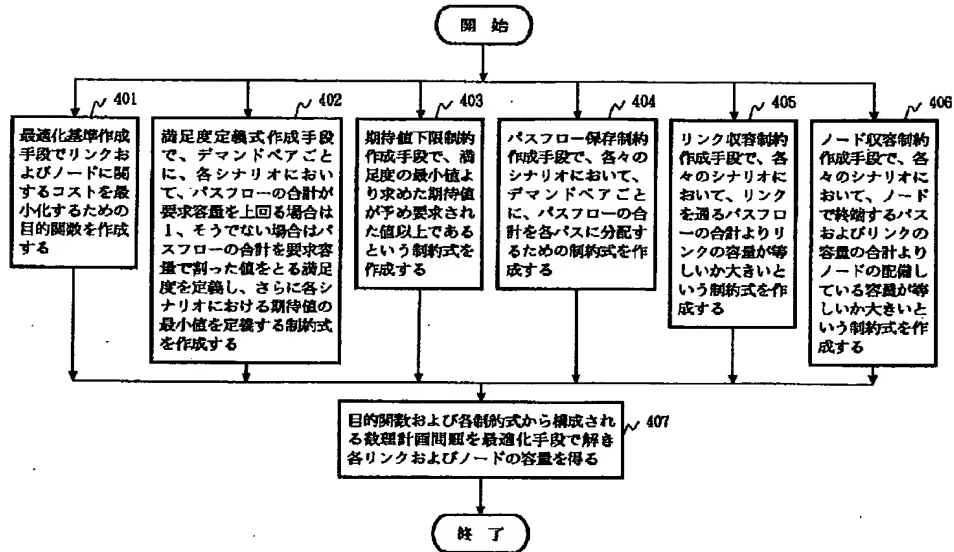 開 始
401
最適化基準作成
手段でリンクお
よびノードに関
するコストを最
小化するための
目的関数を作成
する
402
満足度定義式作成手段
で、デマンドペアごと
に、各シナリオにおい
て、パスフローの合計が
要求容量を上回る場合は
1、そうでない場合はパ
スフローの合計を要求容
量で割った値をとる満足
度を定義し、さらに各シ
ナリオにおける期待値の
最小値を定義する制約式
を作成する
403
期待値下限制約
作成手段で、満
足度の最小値よ
り求めた期待値
が予め要求され
た値以上である
という制約式を
作成する
404
パスフロー保存制約
作成手段で、各々の
シナリオにおいて、
デマンドペアごと
に、パスフローの合
計を各パスに分配す
るための制約式を作
成する
405
リンク収容制約
作成手段で、各
々のシナリオに
おいて、リンク
を通るパスフロ
ーの合計よりリ
ンクの容量が等
しいか大きいと
いう制約式を作
成する
406
ノード収容制約
作成手段で、各
々のシナリオに
おいて、ノード
で終端するパス
およびリンクの
容量の合計より
ノードの配備し
ている容量が等
しいか大きいと
いう制約式を作
成する
目的関数および各制約式から構成され
る数理計画問題を最適化手段で解き
各リンクおよびノードの容量を得る
407
終 了